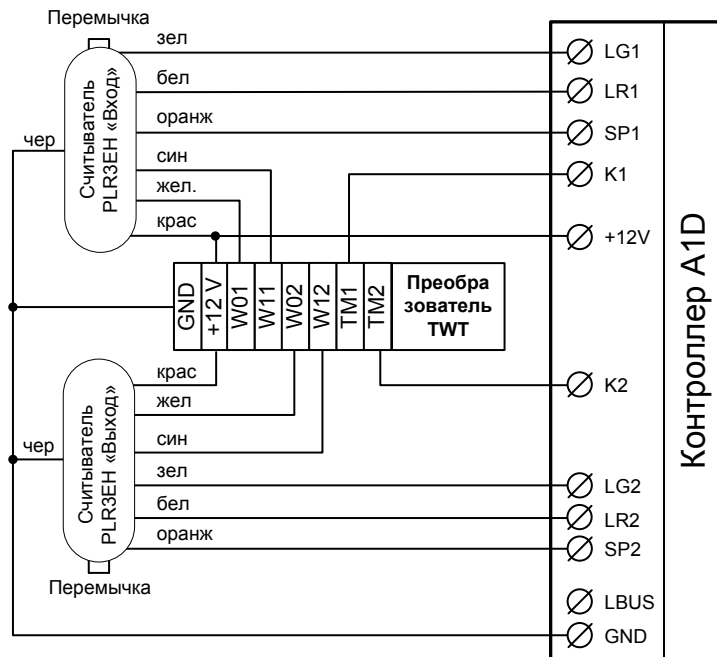 Перемычка
зел
LG1
бел
LR1
оранж
SP1
чер
Считыватель
PLR3EH «Вход»
син
K1
жел.
крас
+12V
GND
+12 V
W01
W11
W02
W12
TM1
TM2
Преобра
зователь
TWT
Контроллер A1D
крас
жел
K2
чер
Считыватель
PLR3EH «Выход»
син
зел
LG2
бел
LR2
оранж
SP2
Перемычка
LBUS
GND